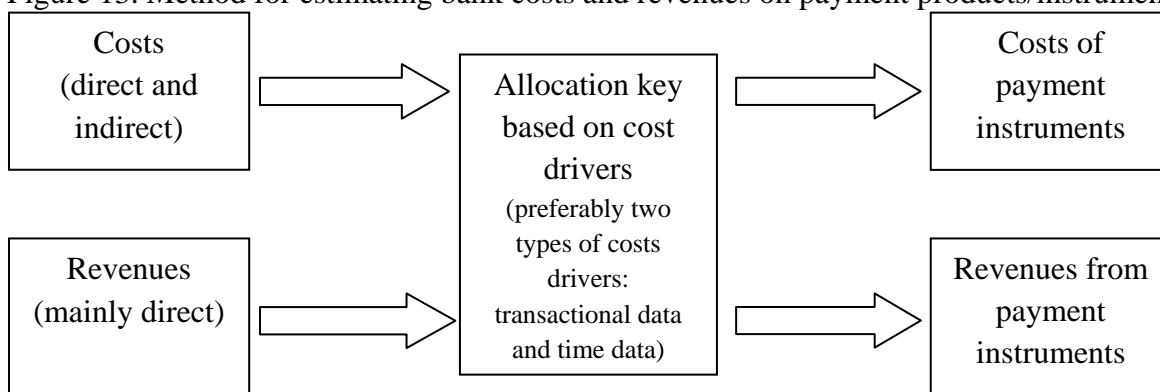 Figure 13. Method for estimating bank costs and revenues on payment products/instrumen
Costs
(direct and
indirect)
Allocation key
based on cost
drivers
(preferably two
types of costs
drivers:
transactional data
and time data)
Costs of
payment
instruments
Revenues
(mainly direct)
Revenues from
payment
instruments